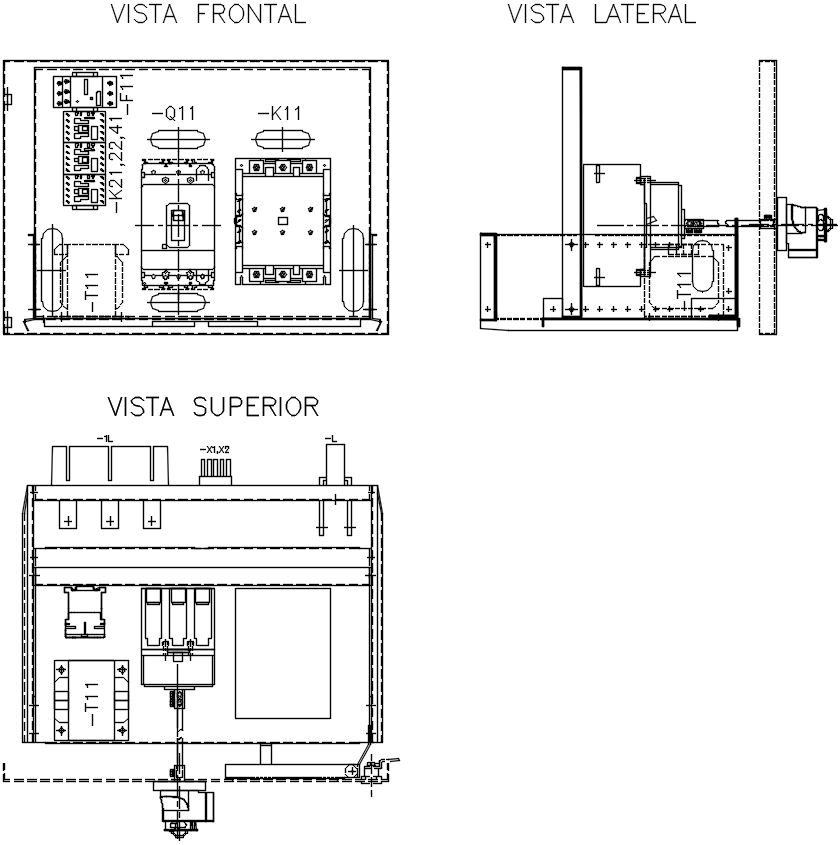 VISTA FRONTAL
VISTA LATERAL
-F11
-Q11
-K11
-K21,22,41
-T11
-T11
VISTA SUPERIOR
-1L
-X1,X2
-L
-T11